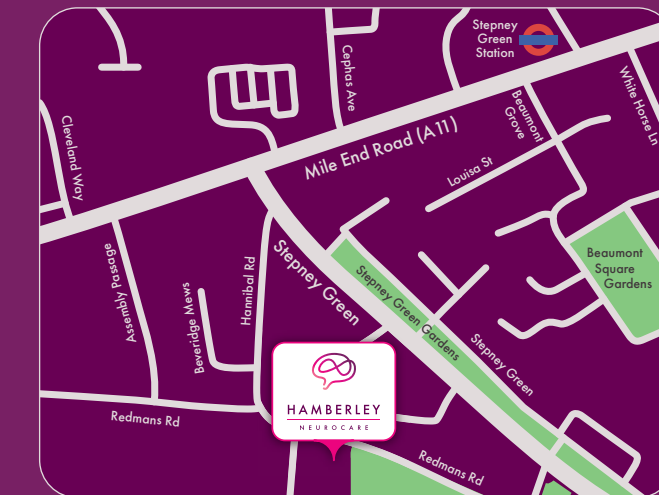 Stepney
Green
Station
Cephas Ave
White Horse Ln
Beaumont
Grove
Cleveland Way
Mile End Road (A11)
Louisa St
Assembly Passage
Beveridge Mews
Hannibal Rd
Stepney Green
Stepney Green Gardens
Beaumont
Square
Gardens
Stepney Green
HAMBERLEY
NEUROCARE
Redmans Rd
Redmans Rd